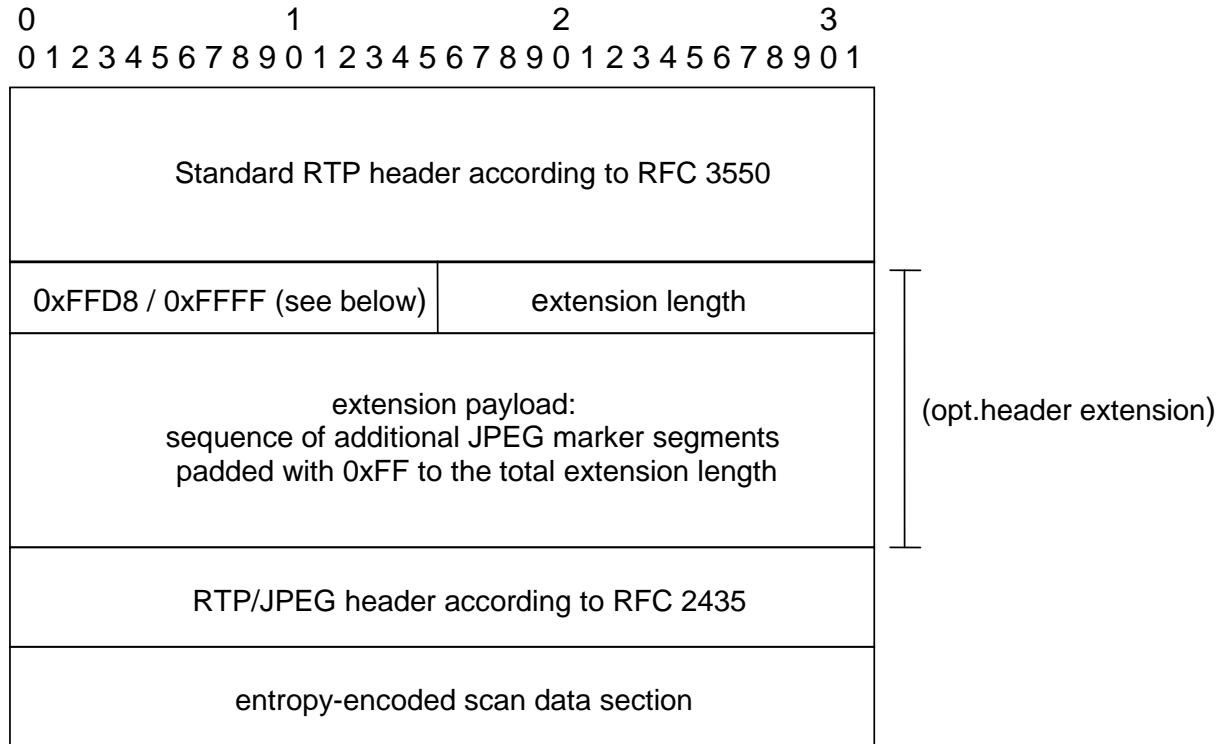 0 1 2 3
0 1 2 3 4 5 6 7 8 9 0 1 2 3 4 5 6 7 8 9 0 1 2 3 4 5 6 7 8 9 0 1
Standard RTP header according to RFC 3550
0xFFD8 / 0xFFFF (see below)
extension length
extension payload:
sequence of additional JPEG marker segments
padded with 0xFF to the total extension length
(opt.header extension)
RTP/JPEG header according to RFC 2435
entropy-encoded scan data section